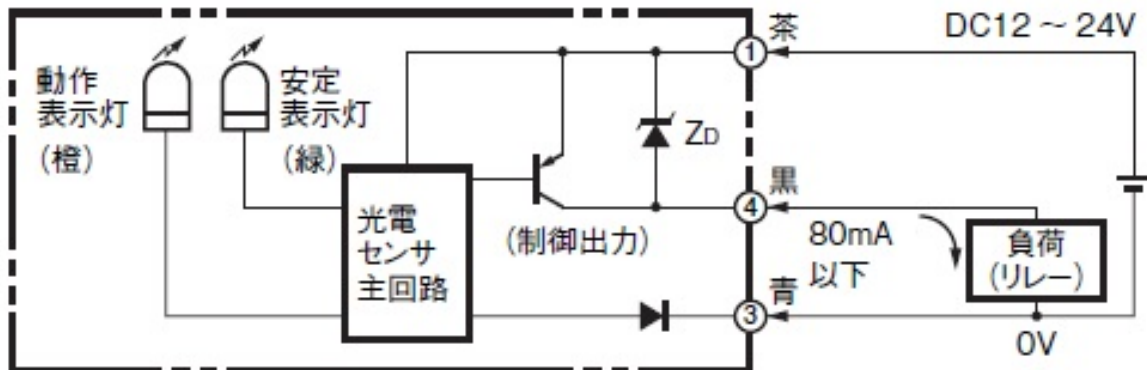 動作
表示灯
(橙)
安定
表示灯
(緑)
光電
センサ
主回路
(制御出力)
ZD
1
茶
DC12 ~ 24V
4
黒
80mA
以下
負荷
(リレー)
3
青
0V